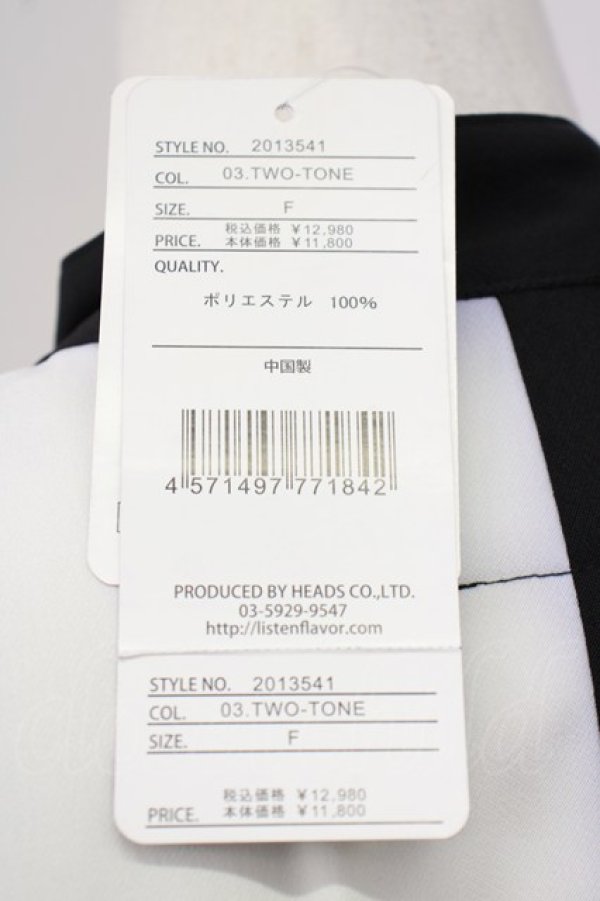 STYLE NO. 2013541
COL. 03.TWO-TONE
SIZE. F
税込価格 ¥12,980
PRICE. 本体価格 ¥11,800
QUALITY.
ポリエステル 100%
中国製
4 571497 771842
PRODUCED BY HEADS CO.,LTD.
03-5929-9547
http://listenflavor.com
STYLE NO. 2013541
COL. 03.TWO-TONE
SIZE. F
税込価格 ¥12,980
PRICE. 本体価格 ¥11,800